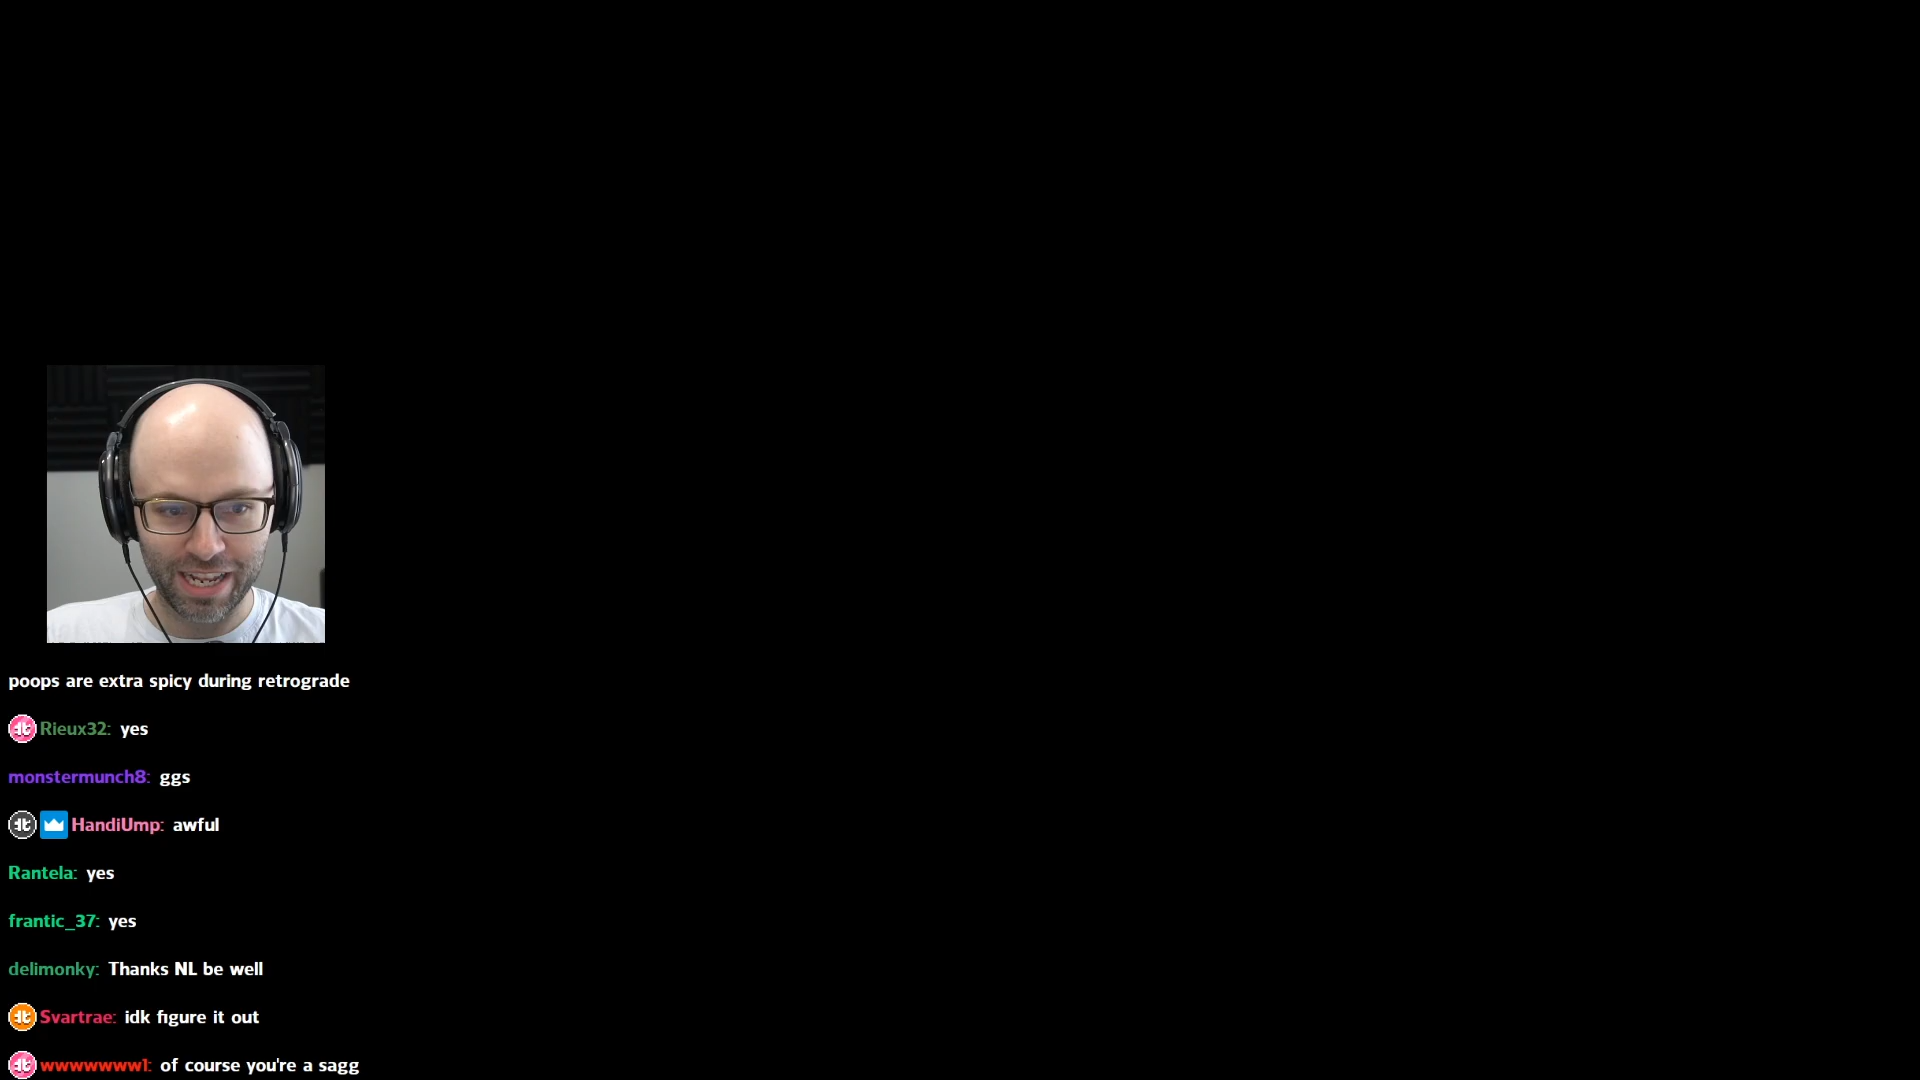 poops are extra spicy during retrograde
Rieux32: yes
monstermunch8: ggs
HandiUmp: awful
Rantela: yes
frantic_37: yes
delimonky: Thanks NL be well
Svartrae: idk figure it out
wwwwwww1: of course you're a sagg